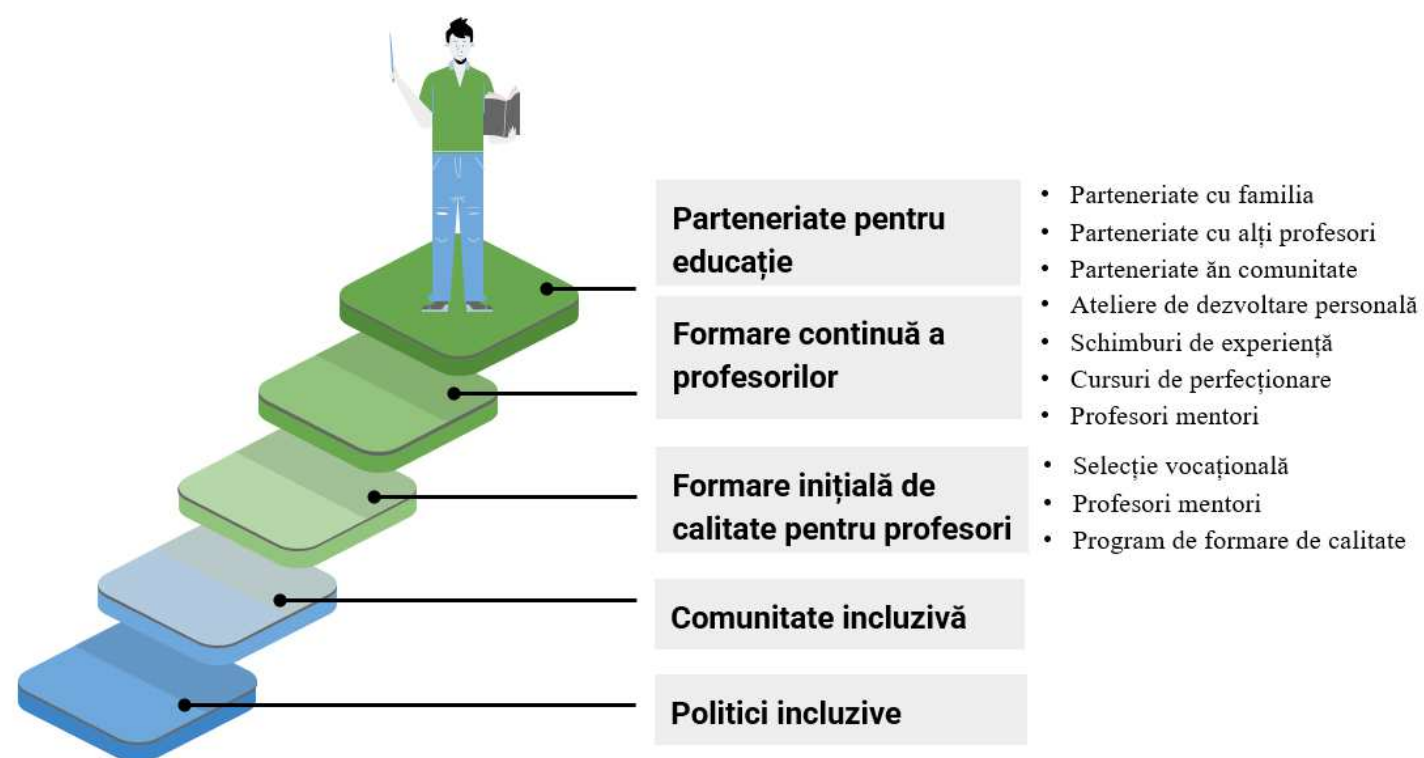 Parteneriate pentru
educație
• Parteneriate cu familia
• Parteneriate cu alți profesori
• Parteneriate ăn comunitate
Formare continuă a
profesorilor
• Ateliere de dezvoltare personală
• Schimburi de experiență
• Cursuri de perfecționare
• Profesori mentori
Formare inițială de
calitate pentru profesori
• Selecție vocațională
• Profesori mentori
• Program de formare de calitate
Comunitate incluzivă
Politici incluzive